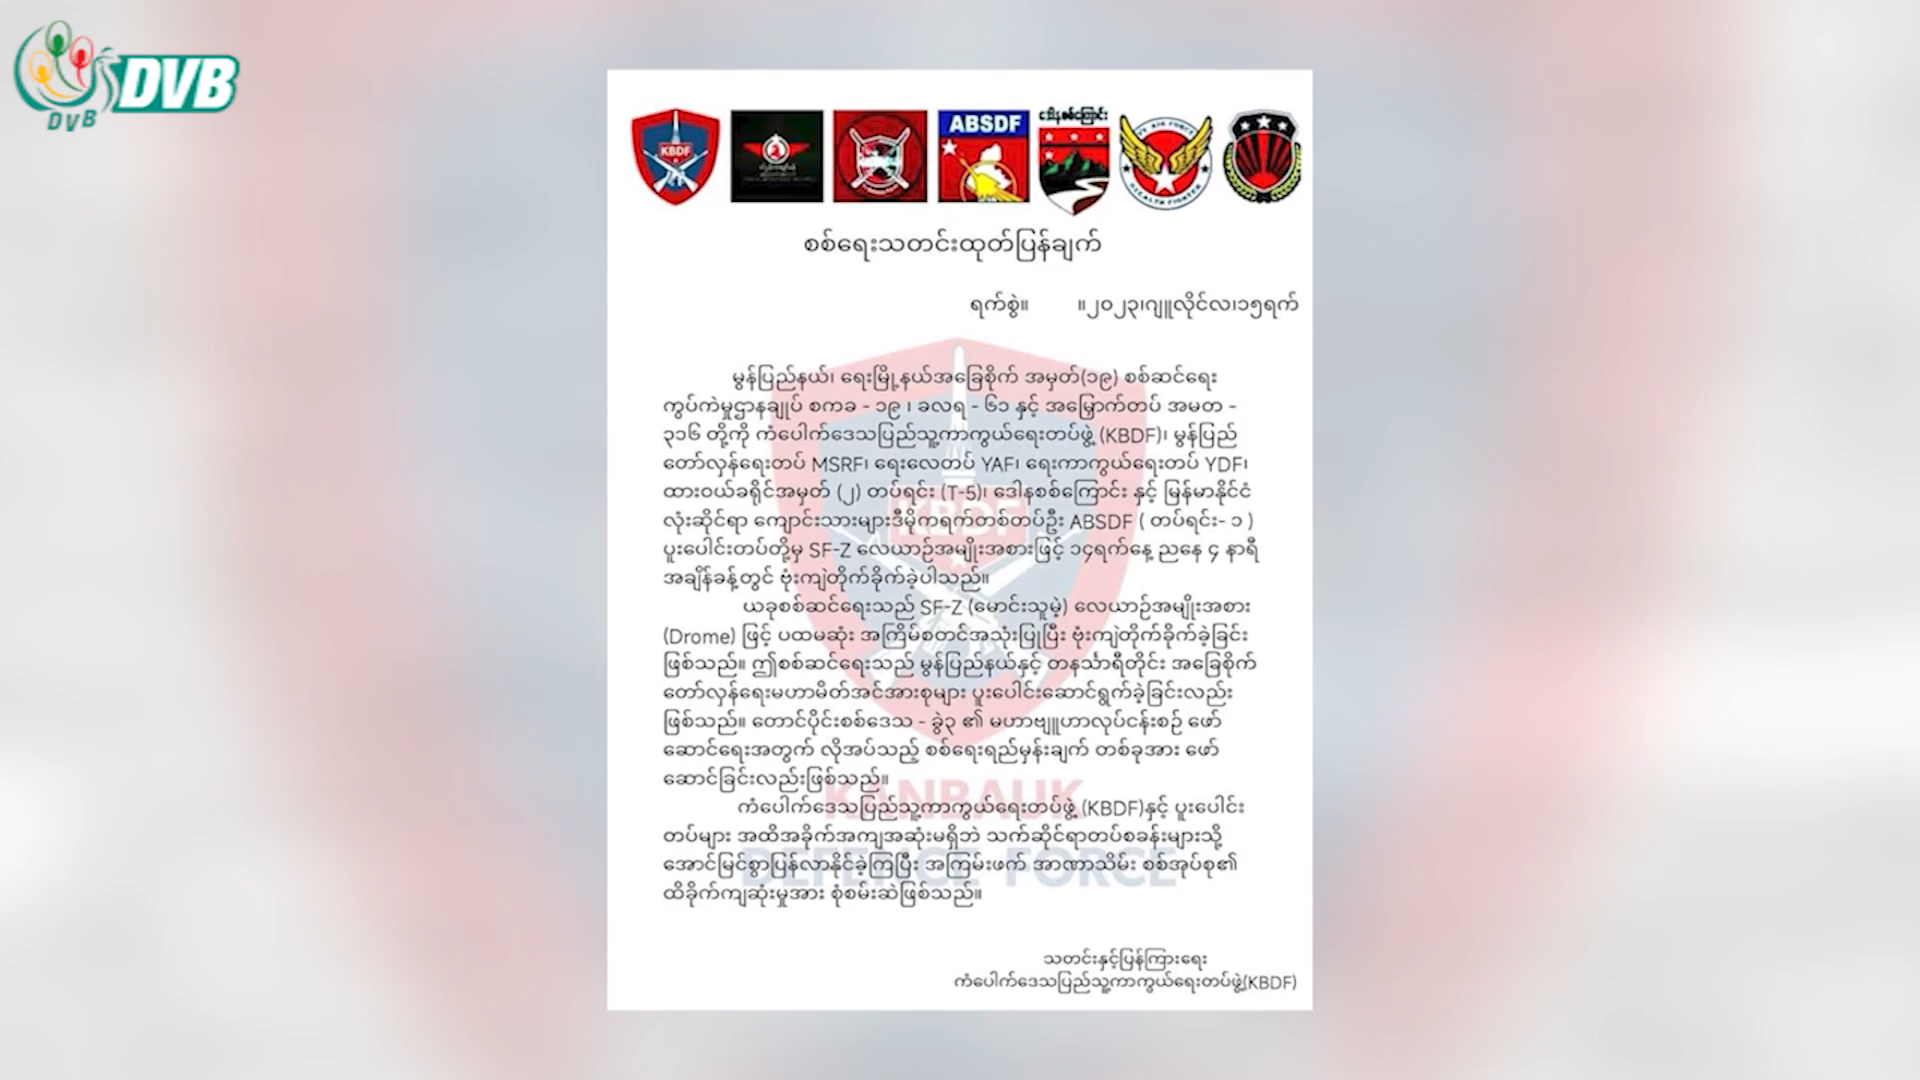 DVB
DVB
KBDF
ABSDF
ဒေါနစစ်ကြောင်း
YE AIR FORCE
STEALTH FIGHTER
စစ်ရေးသတင်းထုတ်ပြန်ချက်
ရက်စွဲ။ ။၂၀၂၃၊ဂျူလိုင်လ၊၁၅ရက်
မွန်ပြည်နယ်၊ ရေးမြို့နယ်အခြေစိုက် အမှတ်(၁၉) စစ်ဆင်ရေး
ကွပ်ကဲမှုဌာနချုပ် စကခ - ၁၉ ၊ ခလရ - ၆၁ နှင့် အမြှောက်တပ် အမတ -
၃၁၆ တို့ကို ကံပေါက်ဒေသပြည်သူ့ကာကွယ်ရေးတပ်ဖွဲ့ (KBDF)၊ မွန်ပြည်
တော်လှန်ရေးတပ် MSRF၊ ရေးလေတပ် YAF၊ ရေးကာကွယ်ရေးတပ် YDF၊
ထားဝယ်ခရိုင်အမှတ် (၂) တပ်ရင်း (T-5)၊ ဒေါနစစ်ကြောင်း နှင့် မြန်မာနိုင်ငံ
လုံးဆိုင်ရာ ကျောင်းသားများဒီမိုကရက်တစ်တပ်ဦး ABSDF ( တပ်ရင်း- ၁ )
ပူးပေါင်းတပ်တို့မှ SF-Z လေယာဉ်အမျိုးအစားဖြင့် ၁၄ရက်နေ့ ညနေ ၄ နာရီ
အချိန်ခန့်တွင် ဗုံးကျဲတိုက်ခိုက်ခဲ့ပါသည်။
ယခုစစ်ဆင်ရေးသည် SF-Z (မောင်းသူမဲ့) လေယာဉ်အမျိုးအစား
(Drome) ဖြင့် ပထမဆုံး အကြိမ်စတင်အသုံးပြုပြီး ဗုံးကျဲတိုက်ခိုက်ခဲ့ခြင်း
ဖြစ်သည်။ ဤစစ်ဆင်ရေးသည် မွန်ပြည်နယ်နှင့် တနင်္သာရီတိုင်း အခြေစိုက်
တော်လှန်ရေးမဟာမိတ်အင်အားစုများ ပူးပေါင်းဆောင်ရွက်ခဲ့ခြင်းလည်း
ဖြစ်သည်။ တောင်ပိုင်းစစ်ဒေသ - ခွဲ၃ ၏ မဟာဗျူဟာလုပ်ငန်းစဉ် ဖော်
ဆောင်ရေးအတွက် လိုအပ်သည့် စစ်ရေးရည်မှန်းချက် တစ်ခုအား ဖော်
ဆောင်ခြင်းလည်းဖြစ်သည်။
ကံပေါက်ဒေသပြည်သူ့ကာကွယ်ရေးတပ်ဖွဲ့ (KBDF)နှင့် ပူးပေါင်း
တပ်များ အထိအခိုက်အကျအဆုံးမရှိဘဲ သက်ဆိုင်ရာတပ်စခန်းများသို့
အောင်မြင်စွာပြန်လာနိုင်ခဲ့ကြပြီး အကြမ်းဖက် အာဏာသိမ်း စစ်အုပ်စု၏
ထိခိုက်ကျဆုံးမှုအား စုံစမ်းဆဲဖြစ်သည်။
KBDF
KANBAUK
DEFENCE FORCE
သတင်းနှင့်ပြန်ကြားရေး
ကံပေါက်ဒေသပြည်သူ့ကာကွယ်ရေးတပ်ဖွဲ့(KBDF)